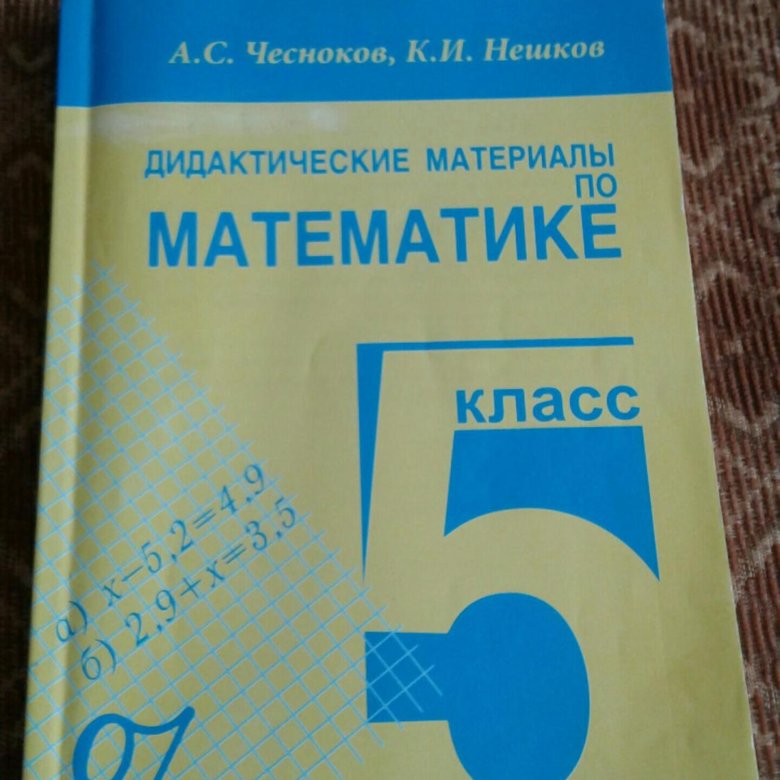 А.С. Чесноков, К.И. Нешков
ДИДАКТИЧЕСКИЕ МАТЕРИАЛЫ
ПО
МАТЕМАТИКЕ
5
класс
а) x−5,2=4,9
б) 2,9+x=3,5